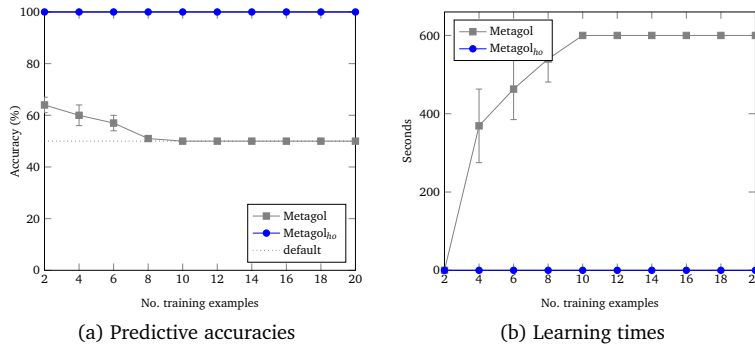 100
80
60
40
20
0
Accuracy (%)
Metagol
Metagol_ho
default
2 4 6 8 10 12 14 16 18 20
No. training examples
(a) Predictive accuracies
600
400
200
0
Seconds
Metagol
Metagol_ho
2 4 6 8 10 12 14 16 18 20
No. training examples
(b) Learning times